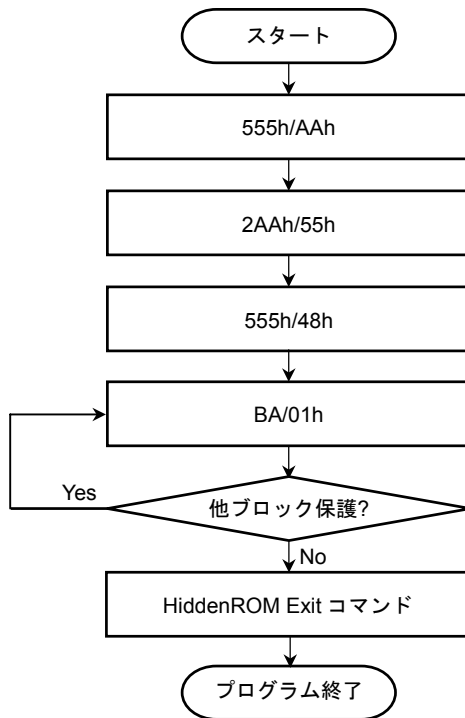 スタート
555h/AAh
2AAh/55h
555h/48h
BA/01h
Yes
他ブロック保護?
No
HiddenROM Exit コマンド
プログラム終了